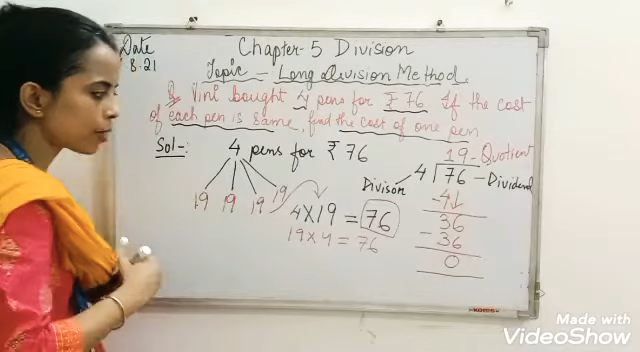 Date
8:21
Chapter-5 Division
Topic - Long Division Method
Q Vini bought 4 pens for ₹ 76 If the cost
of each pen is same, find the cost of one pen
Sol-:
4 pens for ₹ 76
19 19 19 19
4×19 = 76
19×4 = 76
19 - Quotient
Divisor 4 76 - Dividend
-4↓
36
- 36
0
KORES
Made with
VideoShow